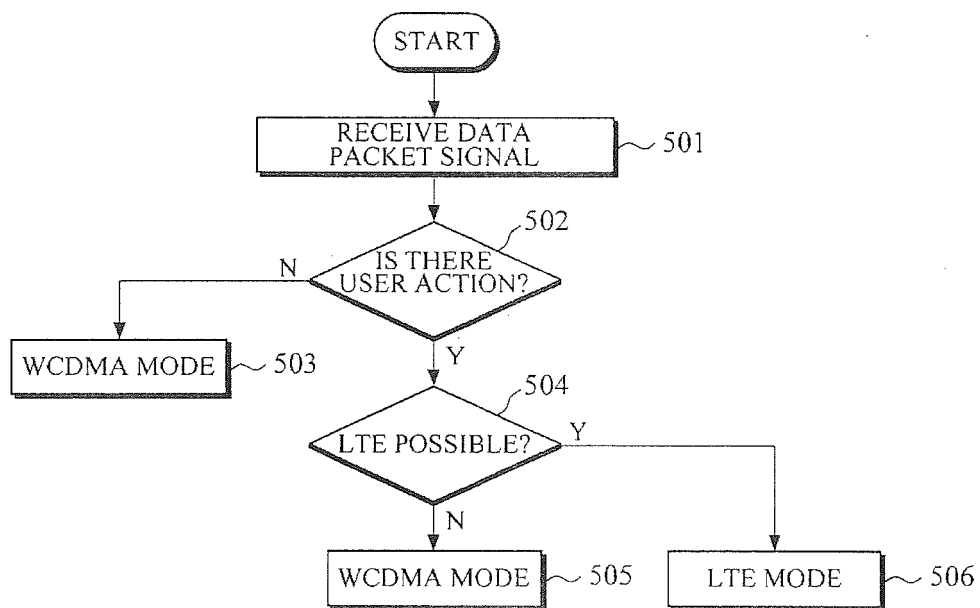 START
RECEIVE DATA
PACKET SIGNAL
501
502
IS THERE
USER ACTION?
N
Y
WCDMA MODE
503
504
LTE POSSIBLE?
Y
N
WCDMA MODE
505
LTE MODE
506